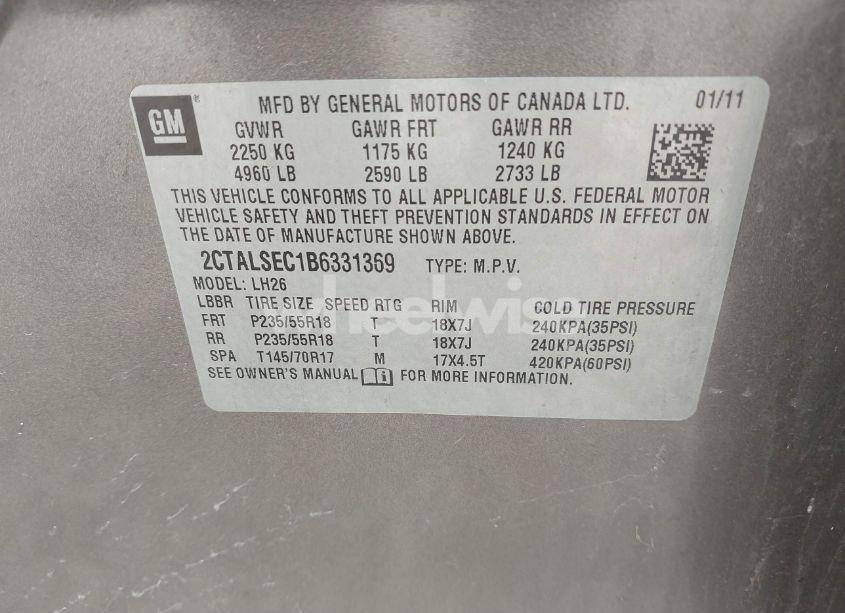 GM ® MFD BY GENERAL MOTORS OF CANADA LTD. 01/11
GVWR GAWR FRT GAWR RR
2250 KG 1175 KG 1240 KG
4960 LB 2590 LB 2733 LB
THIS VEHICLE CONFORMS TO ALL APPLICABLE U.S. FEDERAL MOTOR
VEHICLE SAFETY AND THEFT PREVENTION STANDARDS IN EFFECT ON
THE DATE OF MANUFACTURE SHOWN ABOVE.
2CTALSEC1B6331369 TYPE: M.P.V.
MODEL: LH26
LBBR TIRE SIZE SPEED RTG RIM COLD TIRE PRESSURE
FRT P235/55R18 T 18X7J 240KPA(35PSI)
RR P235/55R18 T 18X7J 240KPA(35PSI)
SPA T145/70R17 M 17X4.5T 420KPA(60PSI)
SEE OWNER'S MANUAL i FOR MORE INFORMATION.